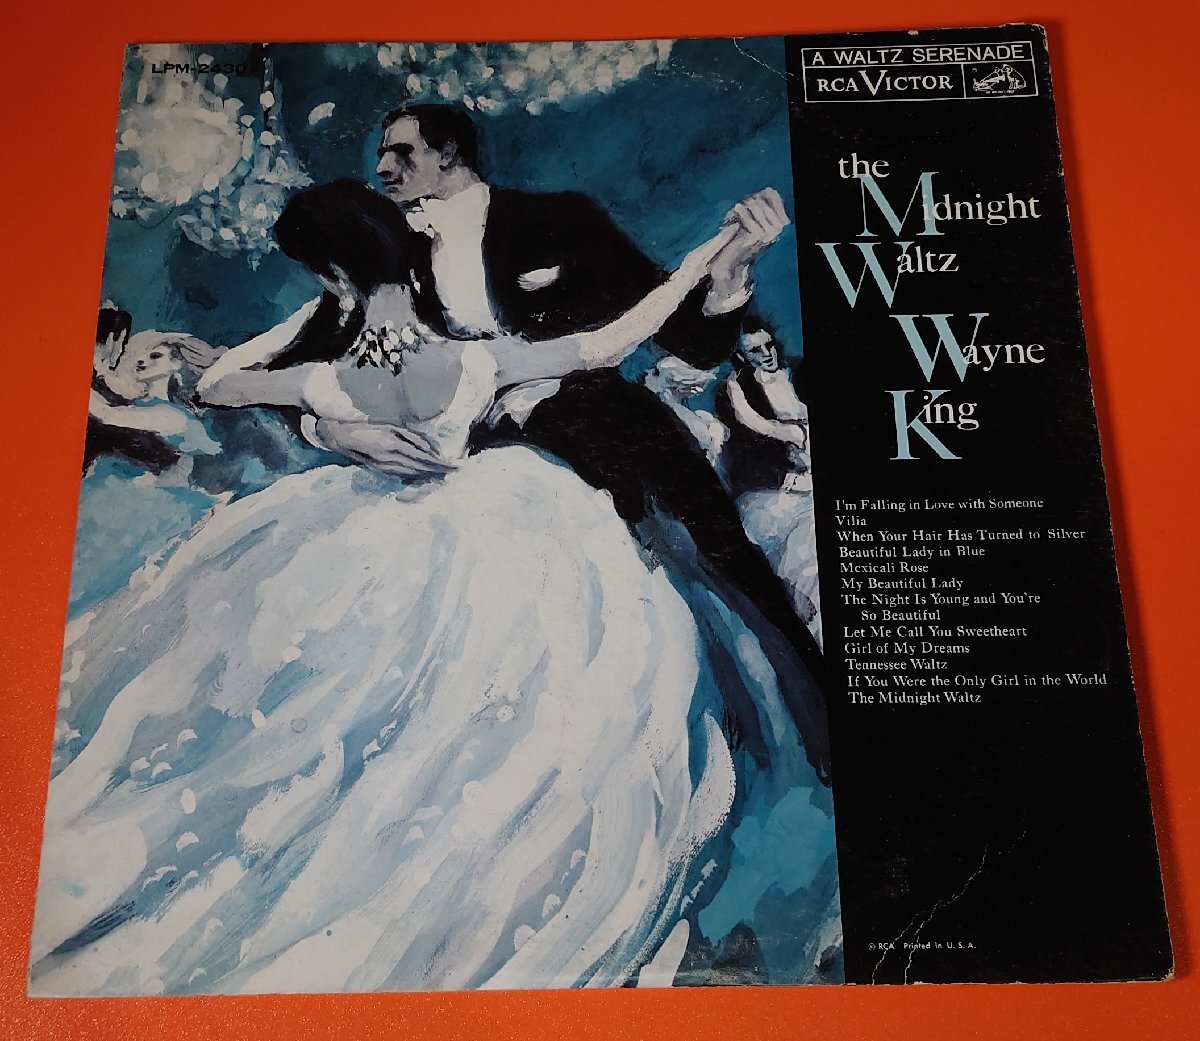 LPM-2430
A WALTZ SERENADE
RCA VICTOR
the
Midnight
Waltz
Wayne
King
I'm Falling in Love with Someone
Vilia
When Your Hair Has Turned to Silver
Beautiful Lady in Blue
Mexicali Rose
My Beautiful Lady
The Night Is Young and You're
So Beautiful
Let Me Call You Sweetheart
Girl of My Dreams
Tennessee Waltz
If You Were the Only Girl in the World
The Midnight Waltz
© RCA Printed in U. S. A.